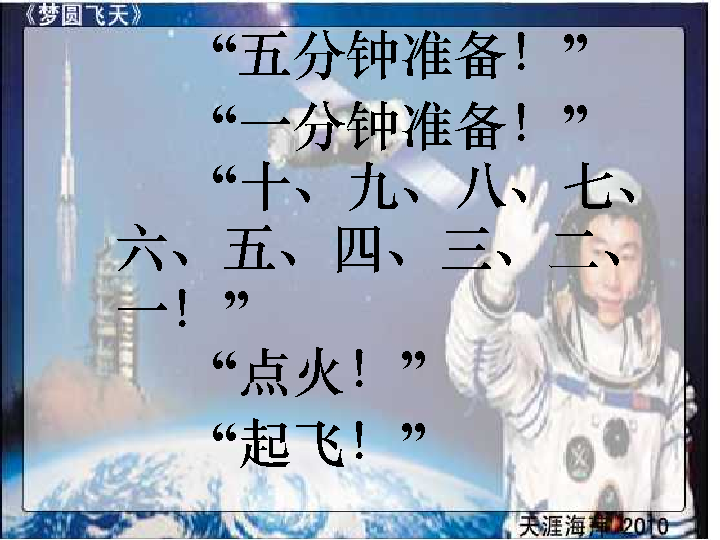 《梦圆飞天》
“五分钟准备！”
“一分钟准备！”
“十、九、八、七、
六、五、四、三、二、
一！”
“点火！”
“起飞！”
天涯海 2010